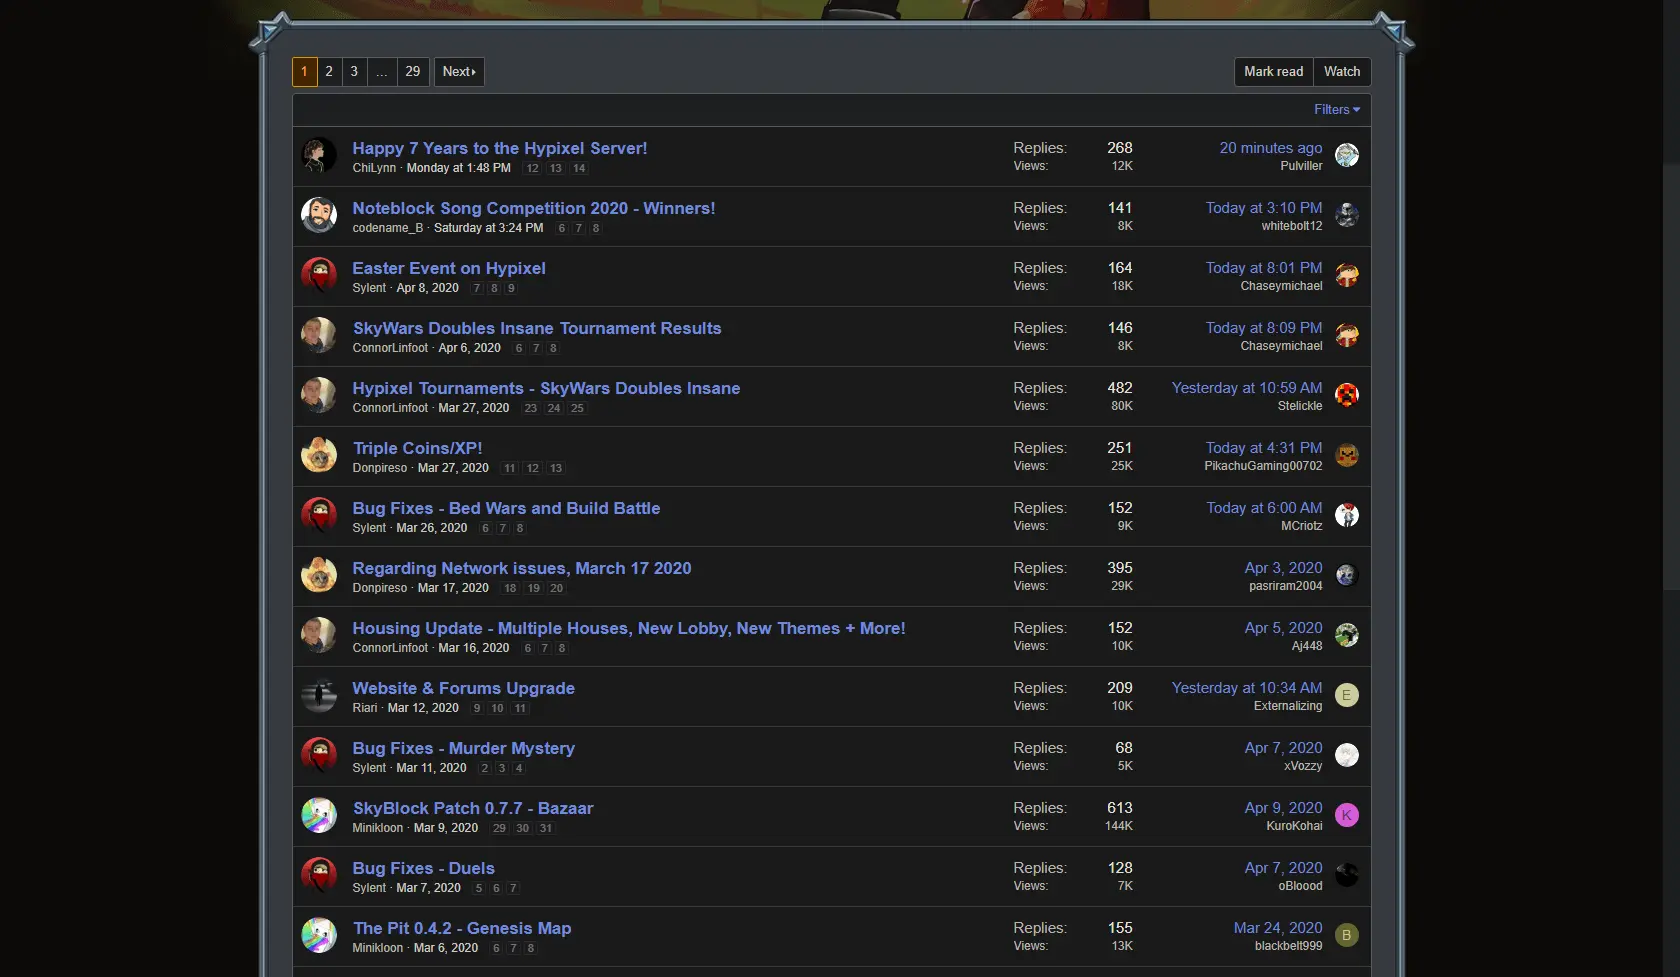 1 2 3 ... 29 Next
Mark read Watch
Filters
Happy 7 Years to the Hypixel Server!
ChiLynn · Monday at 1:48 PM 12 13 14
Replies: 268
Views: 12K
20 minutes ago
Pulviller
Noteblock Song Competition 2020 - Winners!
codename_B · Saturday at 3:24 PM 6 7 8
Replies: 141
Views: 8K
Today at 3:10 PM
whitebolt12
Easter Event on Hypixel
Sylent · Apr 8, 2020 7 8 9
Replies: 164
Views: 18K
Today at 8:01 PM
Chaseymichael
SkyWars Doubles Insane Tournament Results
ConnorLinfoot · Apr 6, 2020 6 7 8
Replies: 146
Views: 8K
Today at 8:09 PM
Chaseymichael
Hypixel Tournaments - SkyWars Doubles Insane
ConnorLinfoot · Mar 27, 2020 23 24 25
Replies: 482
Views: 80K
Yesterday at 10:59 AM
Stelickle
Triple Coins/XP!
Donpireso · Mar 27, 2020 11 12 13
Replies: 251
Views: 25K
Today at 4:31 PM
PikachuGaming00702
Bug Fixes - Bed Wars and Build Battle
Sylent · Mar 26, 2020 6 7 8
Replies: 152
Views: 9K
Today at 6:00 AM
MCriotz
Regarding Network issues, March 17 2020
Donpireso · Mar 17, 2020 18 19 20
Replies: 395
Views: 29K
Apr 3, 2020
pasriram2004
Housing Update - Multiple Houses, New Lobby, New Themes + More!
ConnorLinfoot · Mar 16, 2020 6 7 8
Replies: 152
Views: 10K
Apr 5, 2020
Aj448
Website & Forums Upgrade
Riari · Mar 12, 2020 9 10 11
Replies: 209
Views: 10K
Yesterday at 10:34 AM
Externalizing
E
Bug Fixes - Murder Mystery
Sylent · Mar 11, 2020 2 3 4
Replies: 68
Views: 5K
Apr 7, 2020
xVozzy
SkyBlock Patch 0.7.7 - Bazaar
Minikloon · Mar 9, 2020 29 30 31
Replies: 613
Views: 144K
Apr 9, 2020
KuroKohai
K
Bug Fixes - Duels
Sylent · Mar 7, 2020 5 6 7
Replies: 128
Views: 7K
Apr 7, 2020
oBloood
The Pit 0.4.2 - Genesis Map
Minikloon · Mar 6, 2020 6 7 8
Replies: 155
Views: 13K
Mar 24, 2020
blackbelt999
B